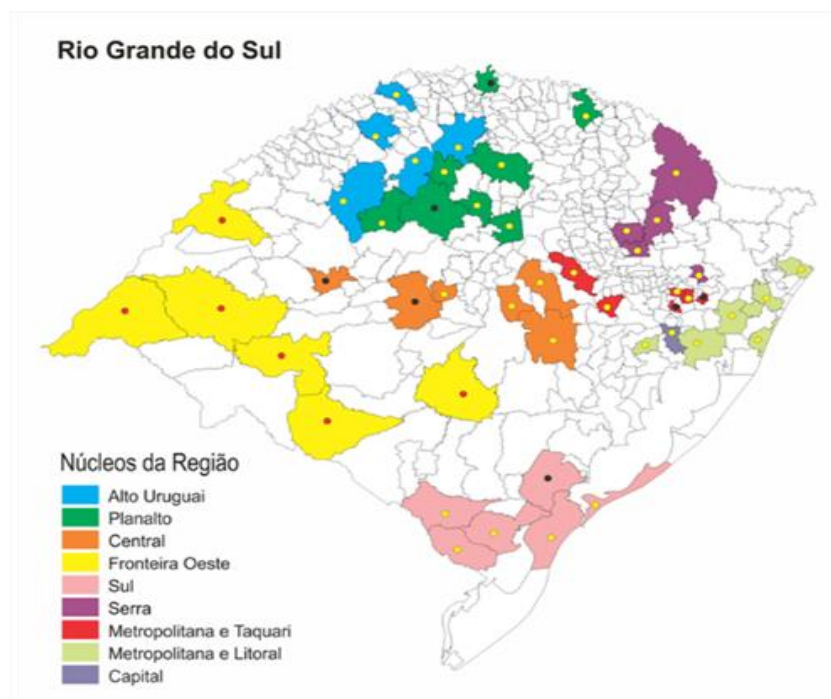 Rio Grande do Sul
Núcleos da Região
Alto Uruguai
Planalto
Central
Fronteira Oeste
Sul
Serra
Metropolitana e Taquari
Metropolitana e Litoral
Capital